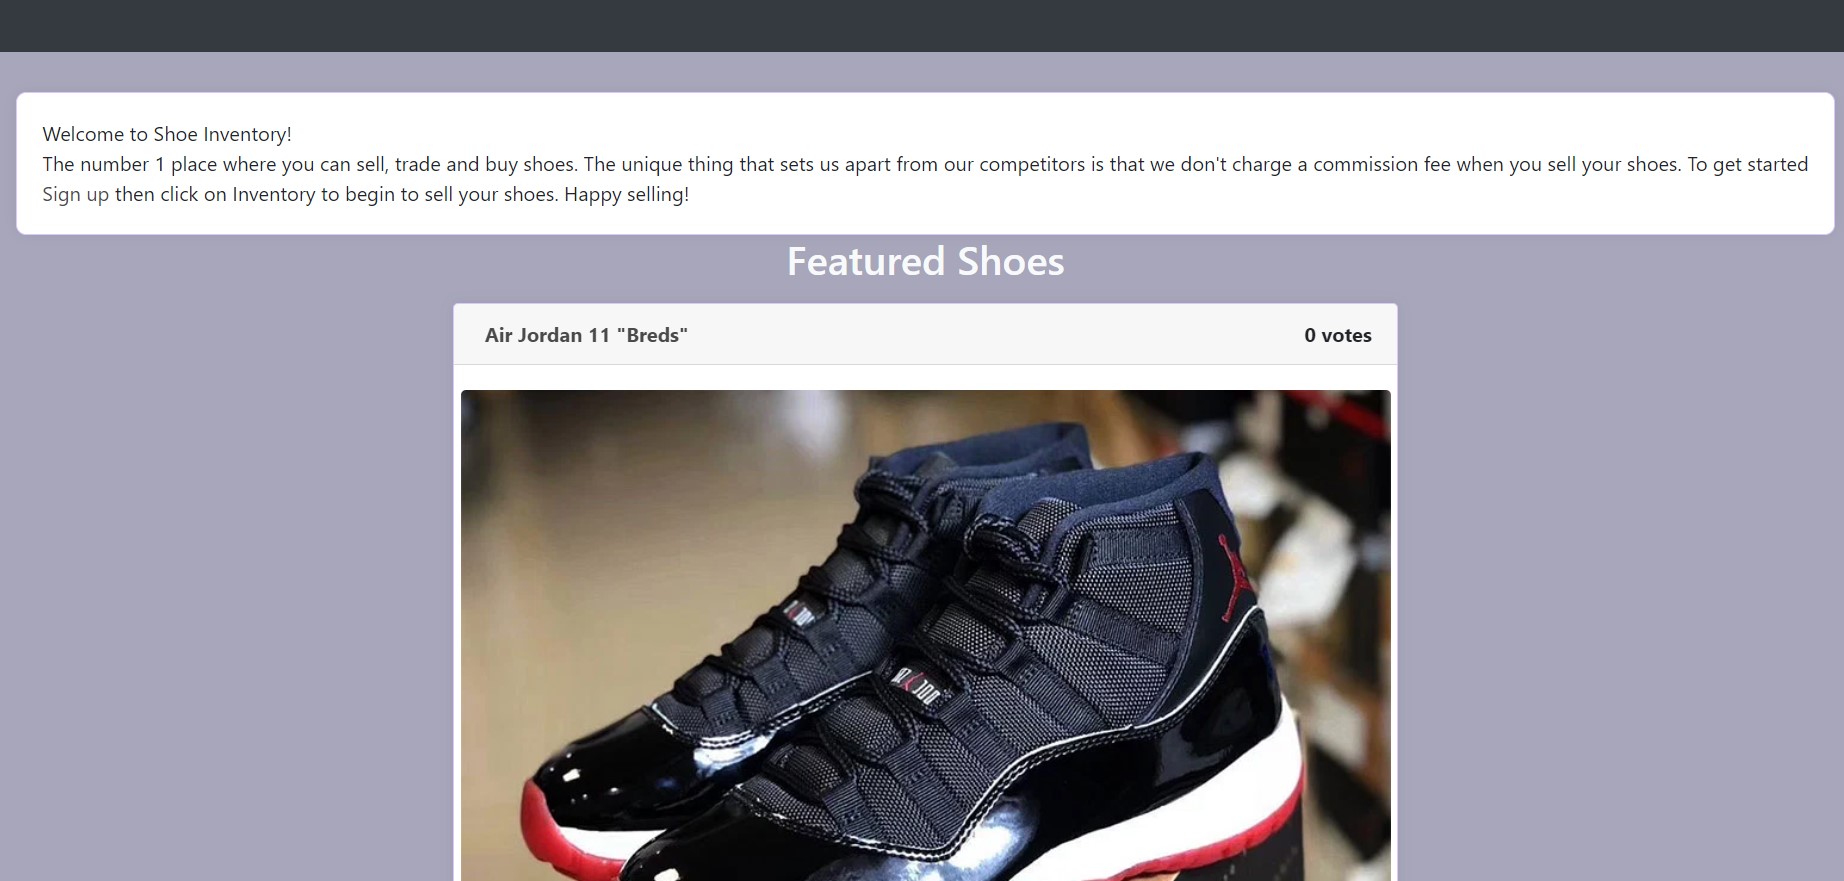 Welcome to Shoe Inventory!
The number 1 place where you can sell, trade and buy shoes. The unique thing that sets us apart from our competitors is that we don't charge a commission fee when you sell your shoes. To get started
Sign up then click on Inventory to begin to sell your shoes. Happy selling!
Featured Shoes
Air Jordan 11 "Breds"
0 votes